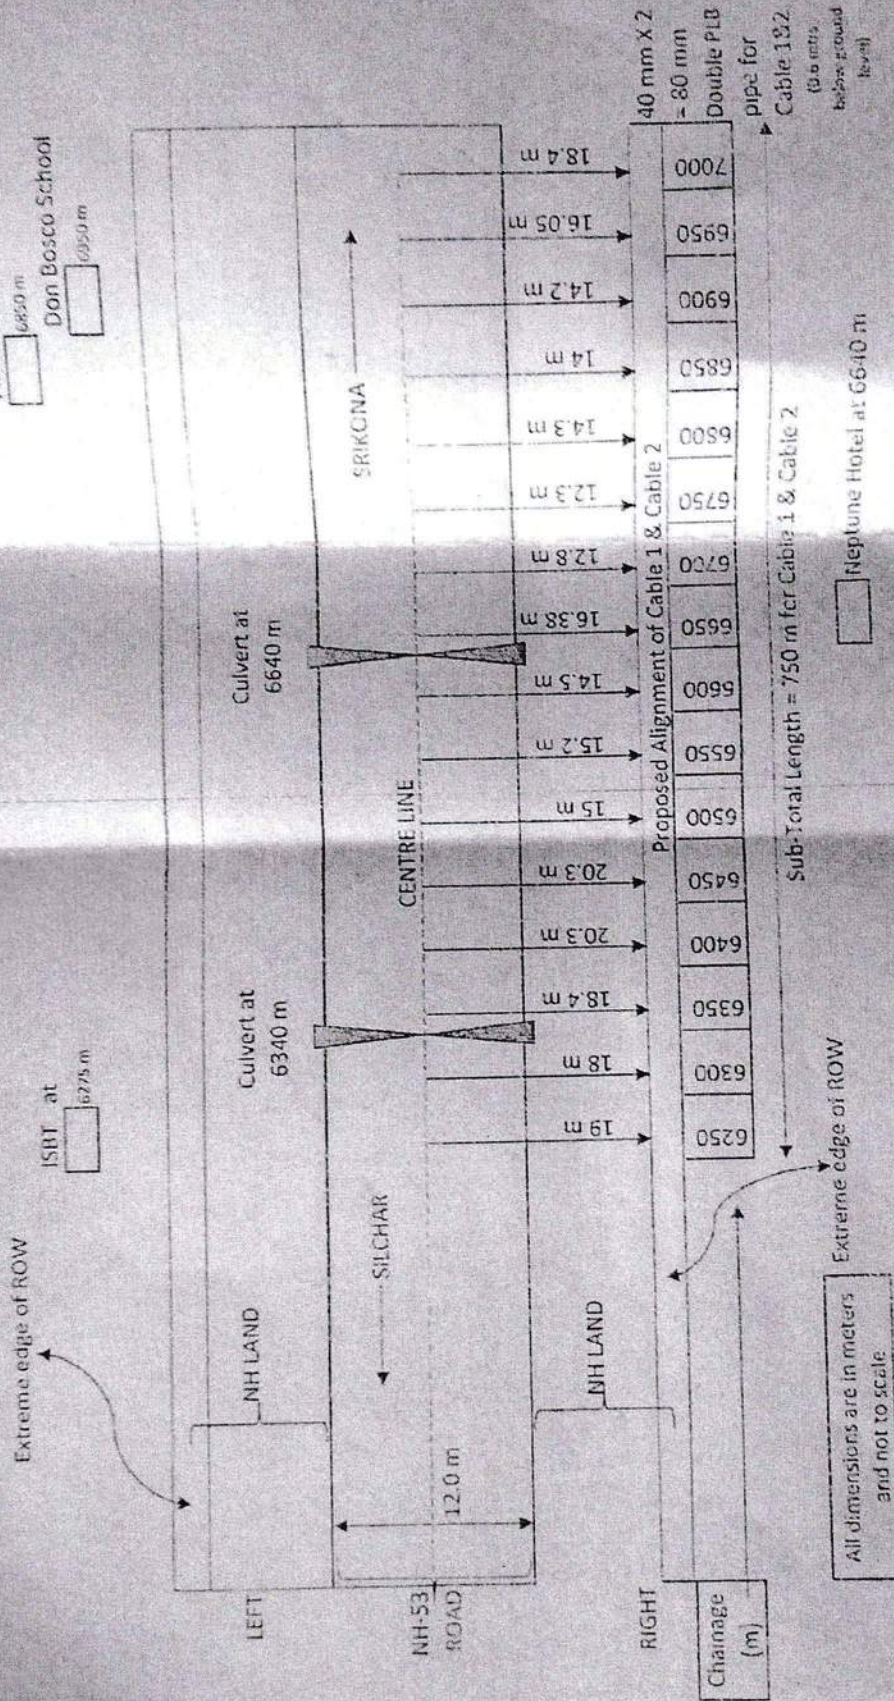 Extreme edge of ROW
ISBT at
6275 m
6850 m
Don Bosco School
6950 m
LEFT
NH LAND
Culvert at
6340 m
Culvert at
6640 m
NH-53
ROAD
12.0 m
SILCHAR
CENTRE LINE
SRIKONA
NH LAND
19 m
18 m
18.4 m
20.3 m
20.3 m
15 m
15.2 m
14.5 m
16.38 m
12.8 m
12.3 m
14.3 m
14 m
14.2 m
16.05 m
18.4 m
RIGHT
Proposed Alignment of Cable 1 & Cable 2
40 mm X 2
= 80 mm
Double PLB
pipe for
Cable 1&2
(0.6 mtrs
below ground
level)
Chainage
(m)
6250
6300
6350
6400
6450
6500
6550
6600
6650
6700
6750
6800
6850
6900
6950
7000
Sub-Total Length = 750 m for Cable 1 & Cable 2
Extreme edge of ROW
Neptune Hotel at 6640 m
All dimensions are in meters
and not to scale